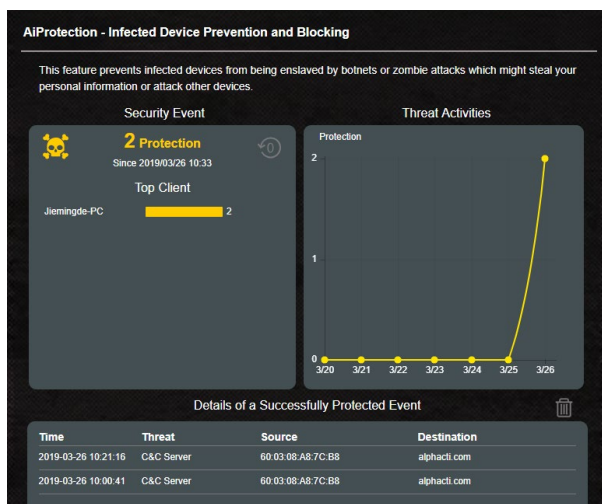 AiProtection - Infected Device Prevention and Blocking
This feature prevents infected devices from being enslaved by botnets or zombie attacks which might steal your
personal information or attack other devices.
Security Event
2 Protection
0
Since 2019/03/26 10:33
Top Client
Jiemingde-PC 2
Threat Activities
Protection
2
1
0
3/20 3/21 3/22 3/23 3/24 3/25 3/26
Details of a Successfully Protected Event
Time Threat Source Destination
2019-03-26 10:21:16 C&C Server 60:03:08:A8:7C:B8 alphacti.com
2019-03-26 10:00:41 C&C Server 60:03:08:A8:7C:B8 alphacti.com